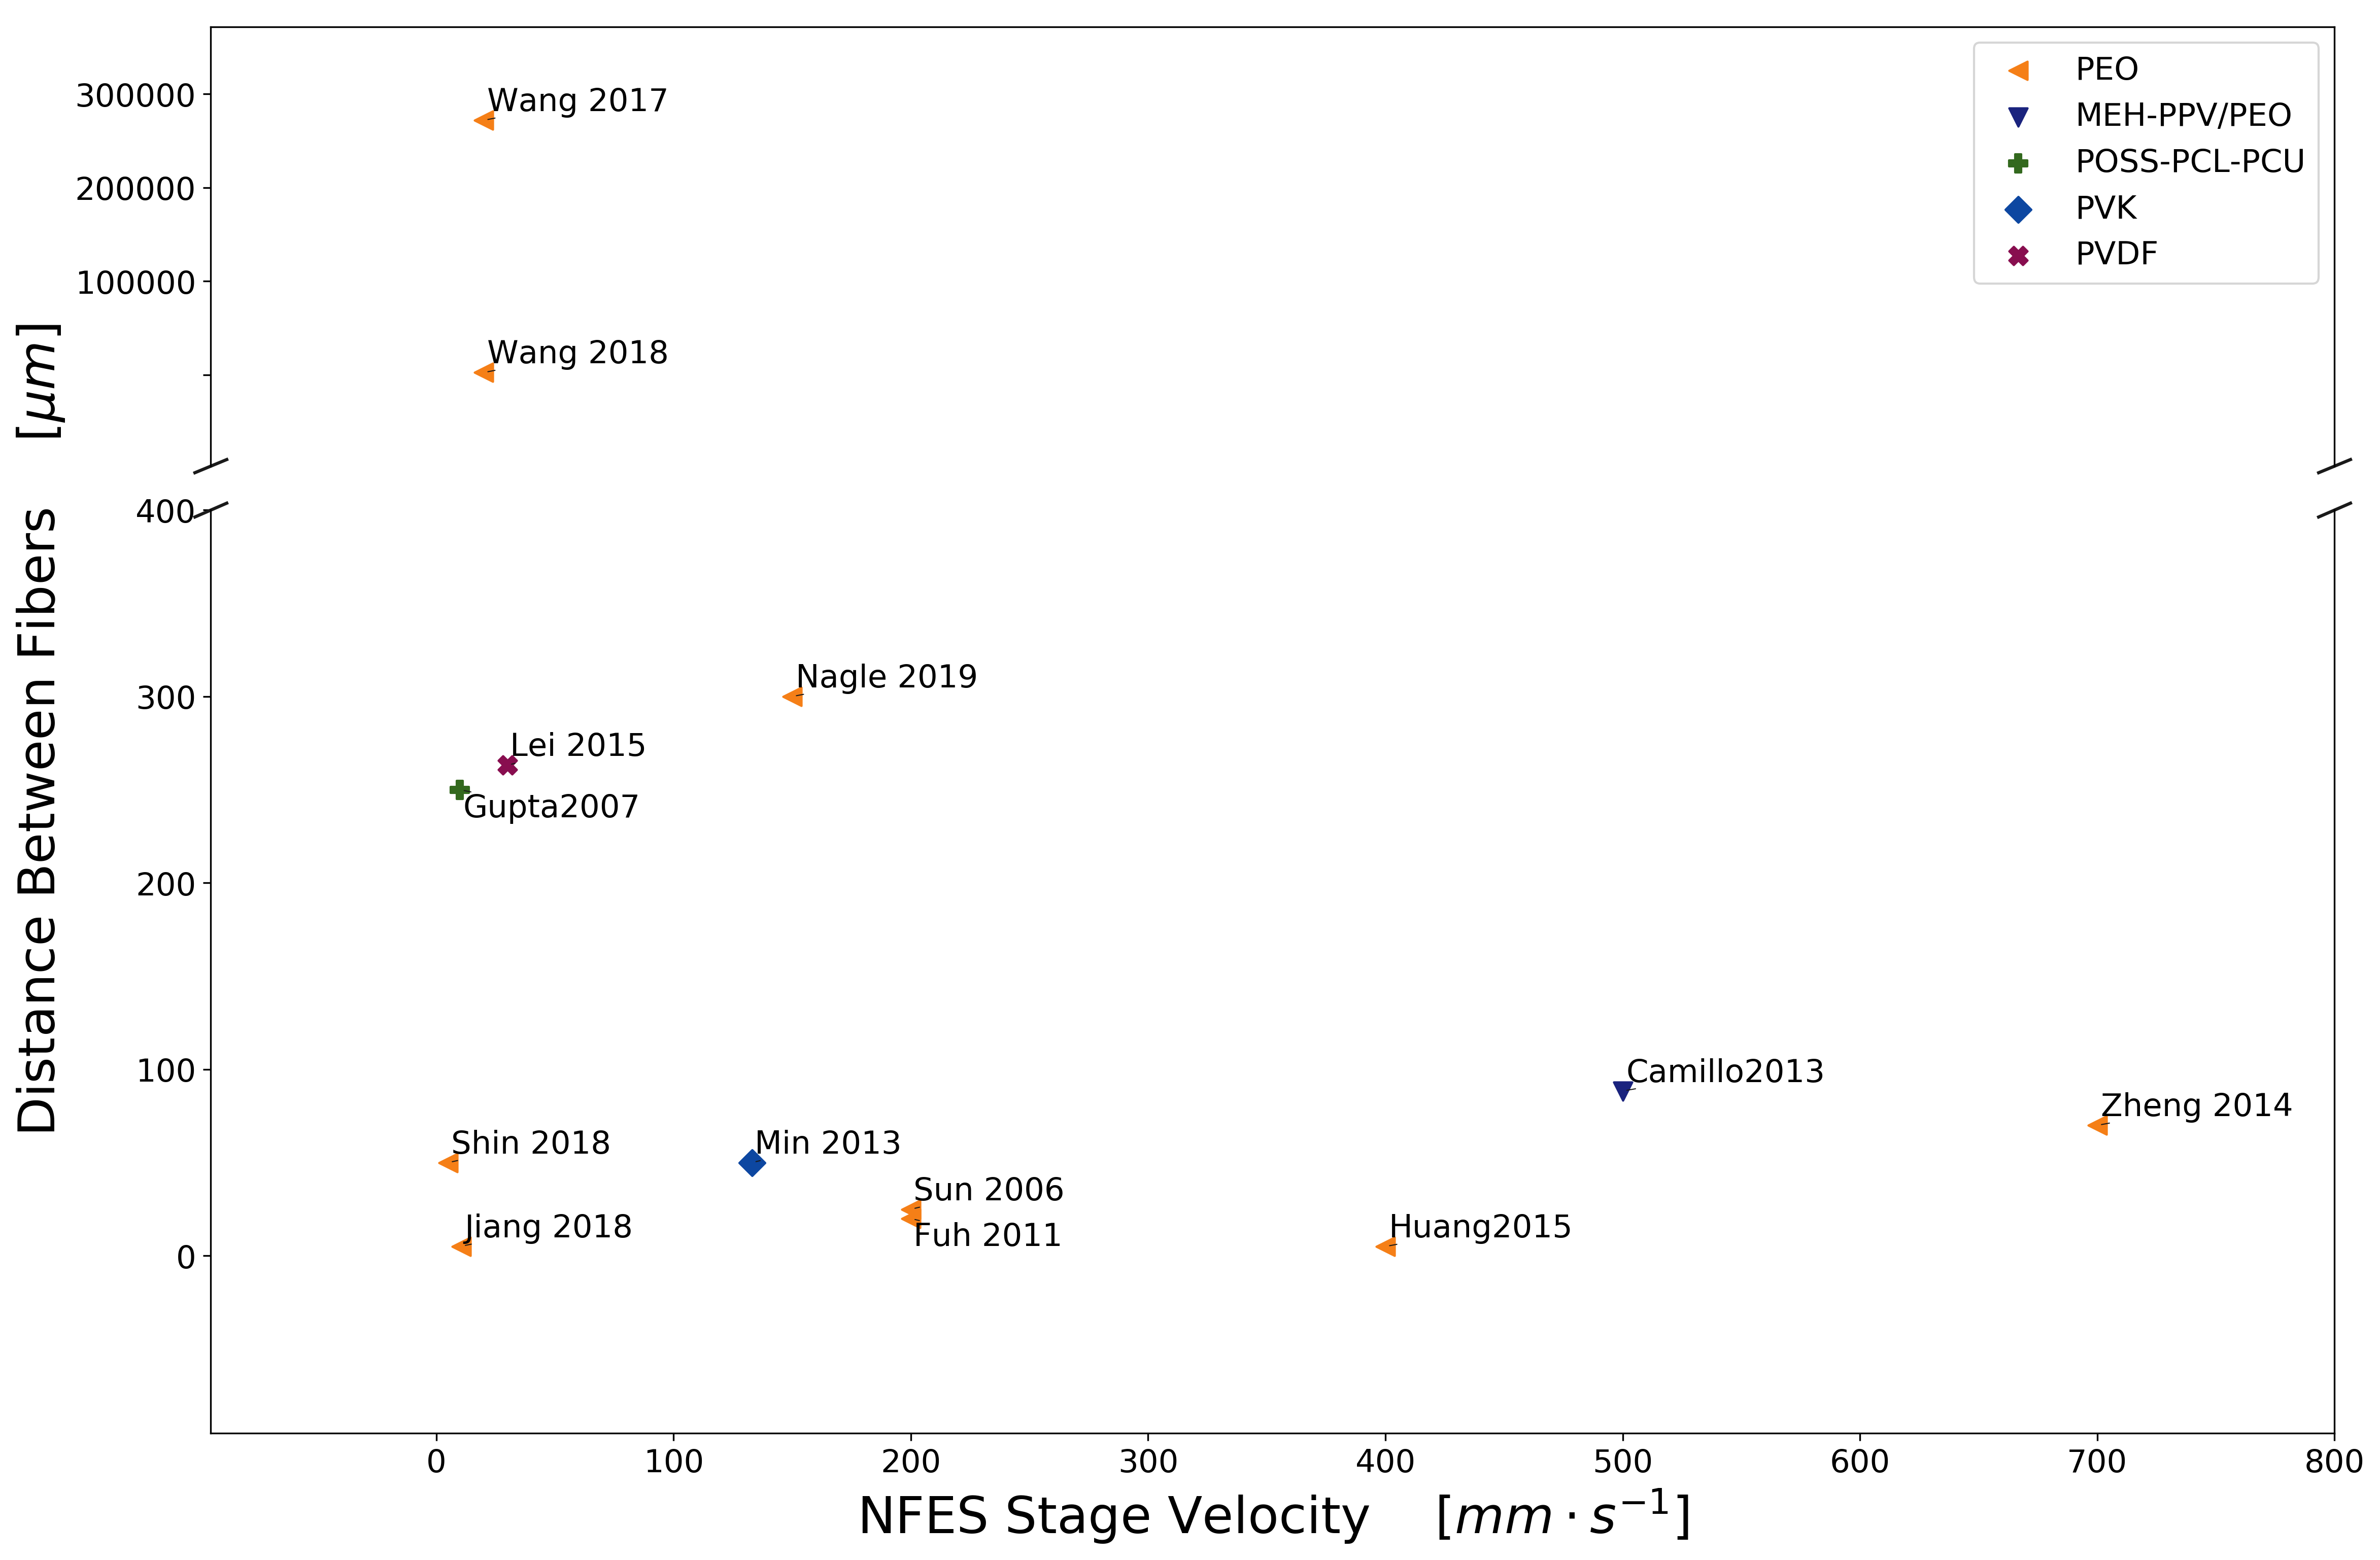 300000
200000
100000
400
300
200
100
0
Distance Between Fibers [μm]
Wang 2017
Wang 2018
PEO
MEH-PPV/PEO
POSS-PCL-PCU
PVK
PVDF
Nagle 2019
Lei 2015
Gupta2007
Camillo2013
Zheng 2014
Shin 2018
Min 2013
Sun 2006
Jiang 2018
Fuh 2011
Huang2015
0 100 200 300 400 500 600 700 800
NFES Stage Velocity [mm · s⁻¹]